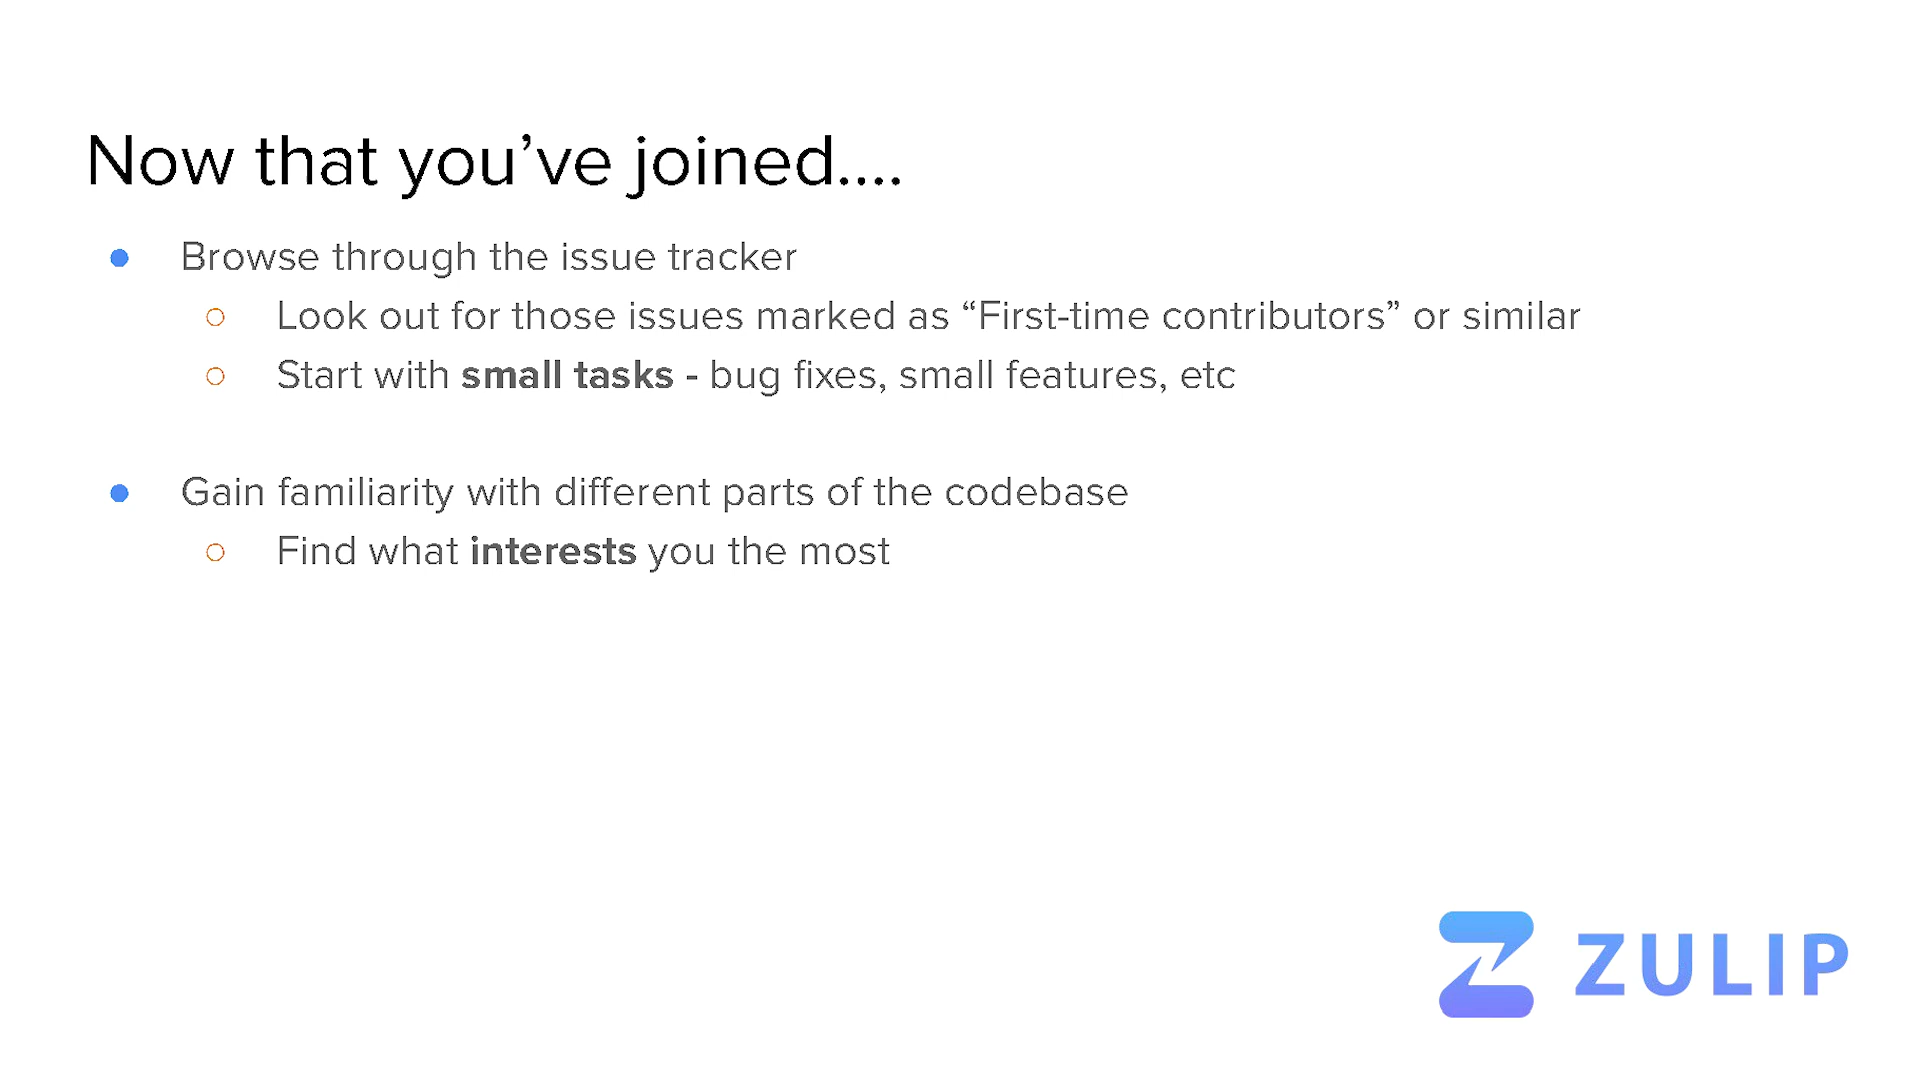 Now that you’ve joined....
● Browse through the issue tracker
○ Look out for those issues marked as “First-time contributors” or similar
○ Start with small tasks - bug fixes, small features, etc
● Gain familiarity with different parts of the codebase
○ Find what interests you the most
ZULIP